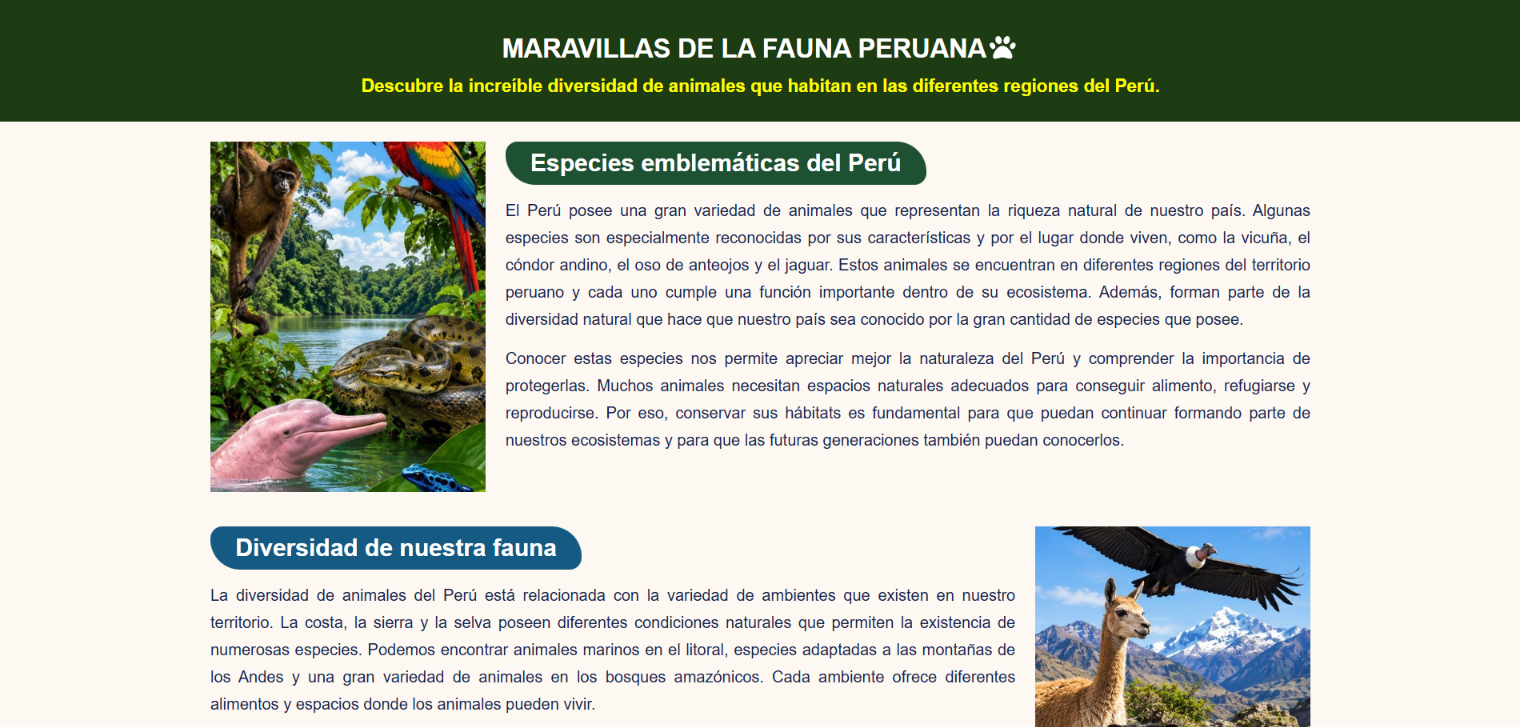 MARAVILLAS DE LA FAUNA PERUANA
Descubre la increíble diversidad de animales que habitan en las diferentes regiones del Perú.
Especies emblemáticas del Perú
El Perú posee una gran variedad de animales que representan la riqueza natural de nuestro país. Algunas
especies son especialmente reconocidas por sus características y por el lugar donde viven, como la vicuña, el
cóndor andino, el oso de anteojos y el jaguar. Estos animales se encuentran en diferentes regiones del territorio
peruano y cada uno cumple una función importante dentro de su ecosistema. Además, forman parte de la
diversidad natural que hace que nuestro país sea conocido por la gran cantidad de especies que posee.
Conocer estas especies nos permite apreciar mejor la naturaleza del Perú y comprender la importancia de
protegerlas. Muchos animales necesitan espacios naturales adecuados para conseguir alimento, refugiarse y
reproducirse. Por eso, conservar sus hábitats es fundamental para que puedan continuar formando parte de
nuestros ecosistemas y para que las futuras generaciones también puedan conocerlos.
Diversidad de nuestra fauna
La diversidad de animales del Perú está relacionada con la variedad de ambientes que existen en nuestro
territorio. La costa, la sierra y la selva poseen diferentes condiciones naturales que permiten la existencia de
numerosas especies. Podemos encontrar animales marinos en el litoral, especies adaptadas a las montañas de
los Andes y una gran variedad de animales en los bosques amazónicos. Cada ambiente ofrece diferentes
alimentos y espacios donde los animales pueden vivir.